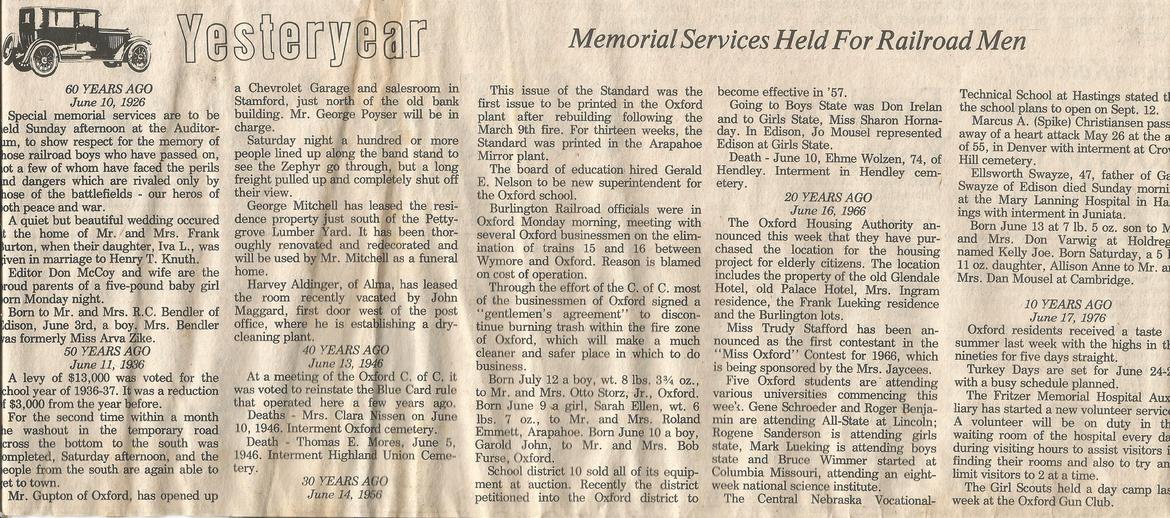 Yesteryear
Memorial Services Held For Railroad Men
60 YEARS AGO
June 10, 1926
Special memorial services are to be
eld Sunday afternoon at the Auditor-
um, to show respect for the memory of
hose railroad boys who have passed on,
ot a few of whom have faced the perils
nd dangers which are rivaled only by
hose of the battlefields - our heros of
oth peace and war.
A quiet but beautiful wedding occured
t the home of Mr. and Mrs. Frank
urton, when their daughter, Iva L., was
iven in marriage to Henry T. Knuth.
Editor Don McCoy and wife are the
roud parents of a five-pound baby girl
orn Monday night.
Born to Mr. and Mrs. R.C. Bendler of
dison, June 3rd, a boy. Mrs. Bendler
as formerly Miss Arva Zike.
50 YEARS AGO
June 11, 1936
A levy of $13,000 was voted for the
chool year of 1936-37. It was a reduction
f $3,000 from the year before.
For the second time within a month
he washout in the temporary road
cross the bottom to the south was
ompleted, Saturday afternoon, and the
eople from the south are again able to
et to town.
Mr. Gupton of Oxford, has opened up
a Chevrolet Garage and salesroom in
Stamford, just north of the old bank
building. Mr. George Poyser will be in
charge.
Saturday night a hundred or more
people lined up along the band stand to
see the Zephyr go through, but a long
freight pulled up and completely shut off
their view.
George Mitchell has leased the resi-
dence property just south of the Petty-
grove Lumber Yard. It has been thor-
oughly renovated and redecorated and
will be used by Mr. Mitchell as a funeral
home.
Harvey Aldinger, of Alma, has leased
the room recently vacated by John
Maggard, first door west of the post
office, where he is establishing a dry-
cleaning plant.
40 YEARS AGO
June 13, 1946
At a meeting of the Oxford C. of C. it
was voted to reinstate the Blue Card rule
that operated here a few years ago.
Deaths - Mrs. Clara Nissen on June
10, 1946. Interment Oxford cemetery.
Death - Thomas E. Mores, June 5,
1946. Interment Highland Union Ceme-
tery.
30 YEARS AGO
June 14, 1956
This issue of the Standard was the
first issue to be printed in the Oxford
plant after rebuilding following the
March 9th fire. For thirteen weeks, the
Standard was printed in the Arapahoe
Mirror plant.
The board of education hired Gerald
E. Nelson to be new superintendent for
the Oxford school.
Burlington Railroad officials were in
Oxford Monday morning, meeting with
several Oxford businessmen on the elim-
ination of trains 15 and 16 between
Wymore and Oxford. Reason is blamed
on cost of operation.
Through the effort of the C. of C. most
of the businessmen of Oxford signed a
"gentlemen's agreement" to discon-
tinue burning trash within the fire zone
of Oxford, which will make a much
cleaner and safer place in which to do
business.
Born July 12 a boy, wt. 8 lbs. 3¾ oz.,
to Mr. and Mrs. Otto Storz, Jr., Oxford.
Born June 9 a girl, Sarah Ellen, wt. 6
lbs. 7 oz., to Mr. and Mrs. Roland
Emmett, Arapahoe. Born June 10 a boy,
Garold John, to Mr. and Mrs. Bob
Furse, Oxford.
School district 10 sold all of its equip-
ment at auction. Recently the district
petitioned into the Oxford district to
become effective in '57.
Going to Boys State was Don Irelan
and to Girls State, Miss Sharon Horna-
day. In Edison, Jo Mousel represented
Edison at Girls State.
Death - June 10, Ehme Wolzen, 74, of
Hendley. Interment in Hendley cem-
etery.
20 YEARS AGO
June 16, 1966
The Oxford Housing Authority an-
nounced this week that they have pur-
chased the location for the housing
project for elderly citizens. The location
includes the property of the old Glendale
Hotel, old Palace Hotel, Mrs. Ingram
residence, the Frank Lueking residence
and the Burlington lots.
Miss Trudy Stafford has been an-
nounced as the first contestant in the
"Miss Oxford" Contest for 1966, which
is being sponsored by the Mrs. Jaycees.
Five Oxford students are attending
various universities commencing this
week. Gene Schroeder and Roger Benja-
min are attending All-State at Lincoln;
Rogene Sanderson is attending girls
state, Mark Lueking is attending boys
state and Bruce Wimmer started at
Columbia Missouri, attending an eight-
week national science institute.
The Central Nebraska Vocational-
Technical School at Hastings stated th
the school plans to open on Sept. 12.
Marcus A. (Spike) Christiansen pass
away of a heart attack May 26 at the a
of 55, in Denver with interment at Crow
Hill cemetery.
Ellsworth Swayze, 47, father of Ga
Swayze of Edison died Sunday morni
at the Mary Lanning Hospital in Has
ings with interment in Juniata.
Born June 13 at 7 lb. 5 oz. son to M
and Mrs. Don Varwig at Holdreg
named Kelly Joe. Born Saturday, a 5 l
11 oz. daughter, Allison Anne to Mr. an
Mrs. Dan Mousel at Cambridge.
10 YEARS AGO
June 17, 1976
Oxford residents received a taste
summer last week with the highs in th
nineties for five days straight.
Turkey Days are set for June 24-2
with a busy schedule planned.
The Fritzer Memorial Hospital Aux
liary has started a new volunteer servic
A volunteer will be on duty in th
waiting room of the hospital every da
during visiting hours to assist visitors i
finding their rooms and also to try an
limit visitors to 2 at a time.
The Girl Scouts held a day camp las
week at the Oxford Gun Club.